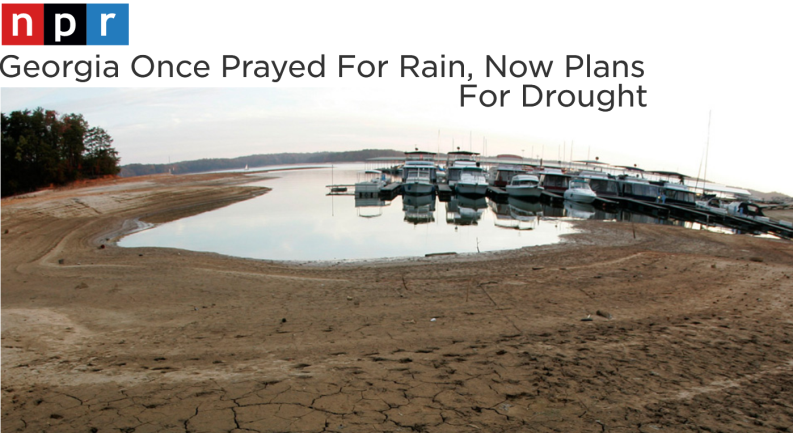 npr
Georgia Once Prayed For Rain, Now Plans
For Drought